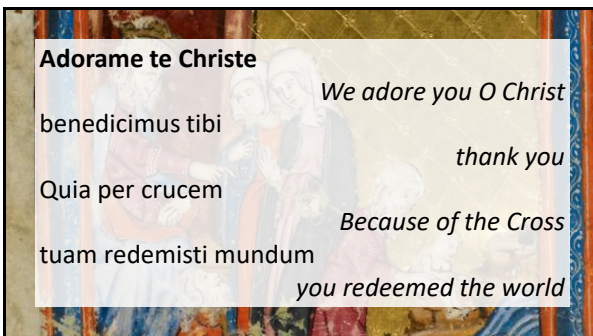 Adorame te Christe
We adore you O Christ
benedicimus tibi
thank you
Quia per crucem
Because of the Cross
tuam redemisti mundum
you redeemed the world